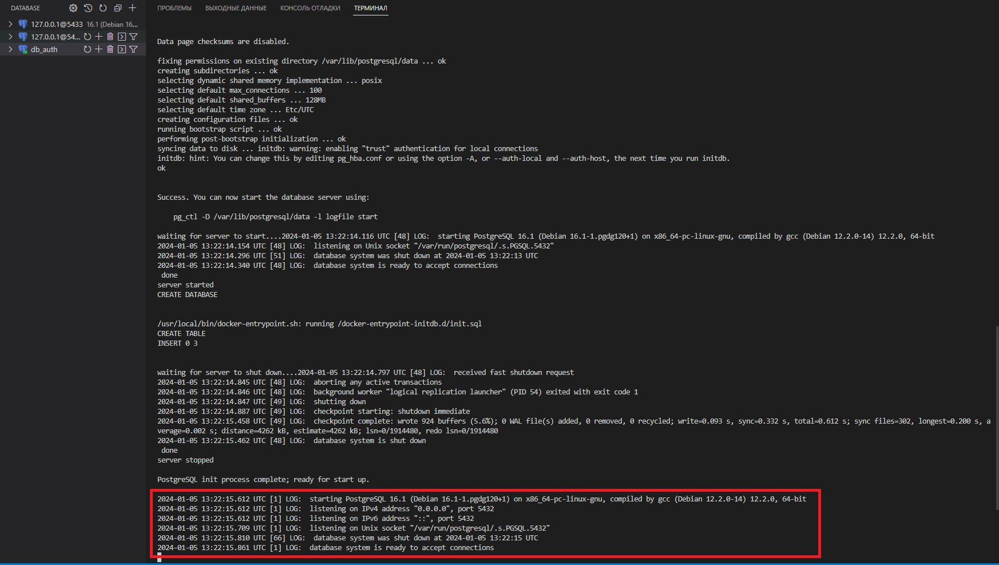 DATABASE
127.0.0.1@5433 16.1 (Debian 16...
127.0.0.1@54...
db_auth
ПРОБЛЕМЫ ВЫХОДНЫЕ ДАННЫЕ КОНСОЛЬ ОТЛАДКИ ТЕРМИНАЛ
Data page checksums are disabled.
fixing permissions on existing directory /var/lib/postgresql/data ... ok
creating subdirectories ... ok
selecting dynamic shared memory implementation ... posix
selecting default max_connections ... 100
selecting default shared_buffers ... 128MB
selecting default time zone ... Etc/UTC
creating configuration files ... ok
running bootstrap script ... ok
performing post-bootstrap initialization ... ok
syncing data to disk ... initdb: warning: enabling "trust" authentication for local connections
initdb: hint: You can change this by editing pg_hba.conf or using the option -A, or --auth-local and --auth-host, the next time you run initdb.
ok
Success. You can now start the database server using:
pg_ctl -D /var/lib/postgresql/data -l logfile start
waiting for server to start....2024-01-05 13:22:14.116 UTC [48] LOG:  starting PostgreSQL 16.1 (Debian 16.1-1.pgdg120+1) on x86_64-pc-linux-gnu, compiled by gcc (Debian 12.2.0-14) 12.2.0, 64-bit
2024-01-05 13:22:14.154 UTC [48] LOG:  listening on Unix socket "/var/run/postgresql/.s.PGSQL.5432"
2024-01-05 13:22:14.296 UTC [51] LOG:  database system was shut down at 2024-01-05 13:22:13 UTC
2024-01-05 13:22:14.340 UTC [48] LOG:  database system is ready to accept connections
done
server started
CREATE DATABASE
/usr/local/bin/docker-entrypoint.sh: running /docker-entrypoint-initdb.d/init.sql
CREATE TABLE
INSERT 0 3
waiting for server to shut down....2024-01-05 13:22:14.797 UTC [48] LOG:  received fast shutdown request
2024-01-05 13:22:14.845 UTC [48] LOG:  aborting any active transactions
2024-01-05 13:22:14.846 UTC [48] LOG:  background worker "logical replication launcher" (PID 54) exited with exit code 1
2024-01-05 13:22:14.847 UTC [49] LOG:  shutting down
2024-01-05 13:22:14.887 UTC [49] LOG:  checkpoint starting: shutdown immediate
2024-01-05 13:22:15.458 UTC [49] LOG:  checkpoint complete: wrote 924 buffers (5.6%); 0 WAL file(s) added, 0 removed, 0 recycled; write=0.093 s, sync=0.332 s, total=0.612 s; sync files=302, longest=0.200 s, a
verage=0.002 s; distance=4262 kB, estimate=4262 kB; lsn=0/1914480, redo lsn=0/1914480
2024-01-05 13:22:15.462 UTC [48] LOG:  database system is shut down
done
server stopped
PostgreSQL init process complete; ready for start up.
2024-01-05 13:22:15.612 UTC [1] LOG:  starting PostgreSQL 16.1 (Debian 16.1-1.pgdg120+1) on x86_64-pc-linux-gnu, compiled by gcc (Debian 12.2.0-14) 12.2.0, 64-bit
2024-01-05 13:22:15.612 UTC [1] LOG:  listening on IPv4 address "0.0.0.0", port 5432
2024-01-05 13:22:15.612 UTC [1] LOG:  listening on IPv6 address "::", port 5432
2024-01-05 13:22:15.709 UTC [1] LOG:  listening on Unix socket "/var/run/postgresql/.s.PGSQL.5432"
2024-01-05 13:22:15.810 UTC [66] LOG:  database system was shut down at 2024-01-05 13:22:15 UTC
2024-01-05 13:22:15.861 UTC [1] LOG:  database system is ready to accept connections